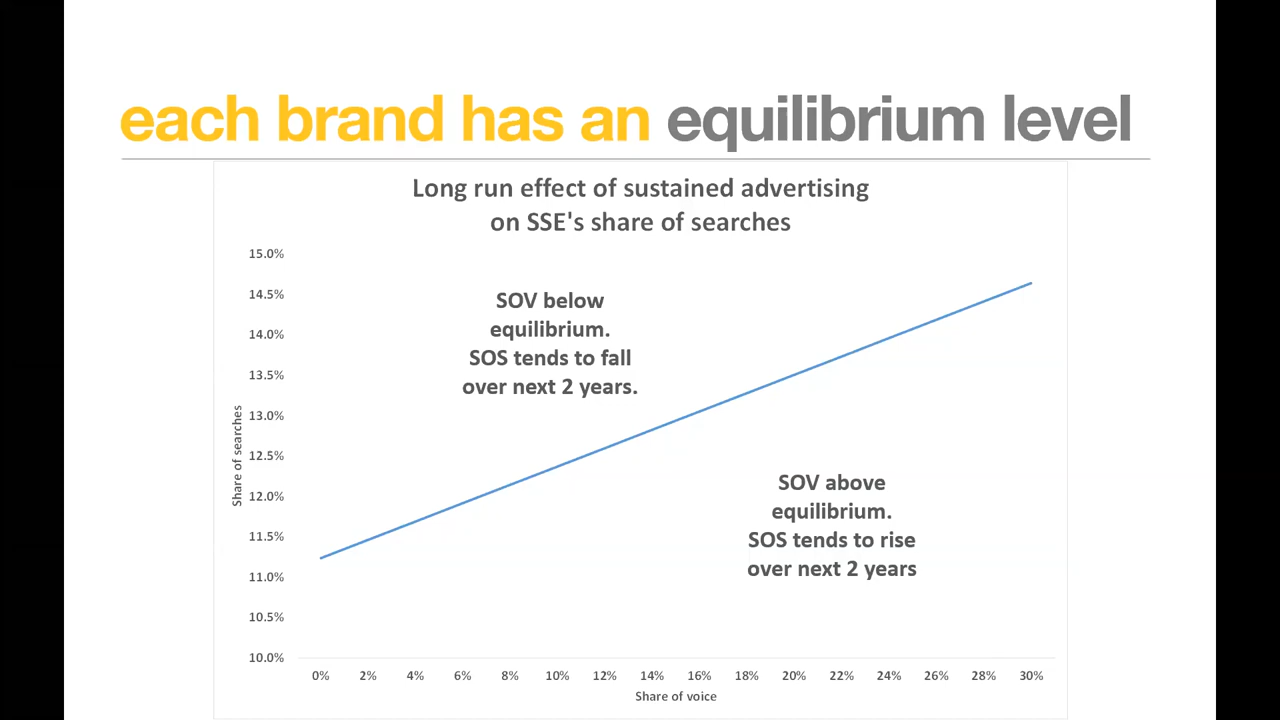 each brand has an equilibrium level
Long run effect of sustained advertising
on SSE's share of searches
15.0%
14.5%
14.0%
13.5%
13.0%
12.5%
12.0%
11.5%
11.0%
10.5%
10.0%
Share of searches
SOV below
equilibrium.
SOS tends to fall
over next 2 years.
SOV above
equilibrium.
SOS tends to rise
over next 2 years
0% 2% 4% 6% 8% 10% 12% 14% 16% 18% 20% 22% 24% 26% 28% 30%
Share of voice